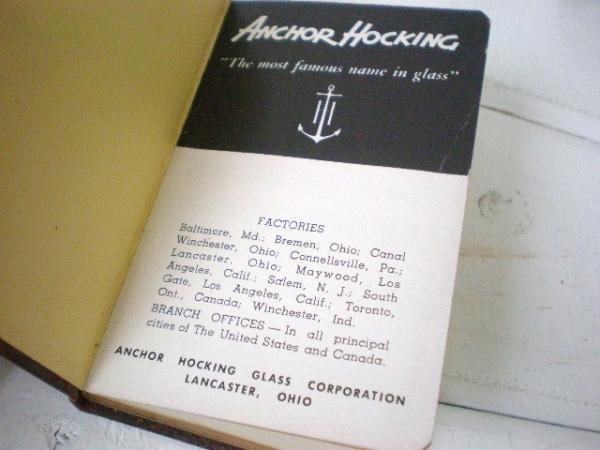 ANCHOR HOCKING
"The most famous name in glass"
FACTORIES
Baltimore, Md.; Bremen, Ohio; Canal
Winchester, Ohio; Connellsville, Pa.;
Lancaster. Ohio; Maywood, Los
Angeles, Calif.; Salem, N. J.; South
Gate, Los Angeles, Calif.; Toronto,
Ont., Canada; Winchester, Ind.
BRANCH OFFICES — In all principal
cities of The United States and Canada.
ANCHOR HOCKING GLASS CORPORATION
LANCASTER, OHIO